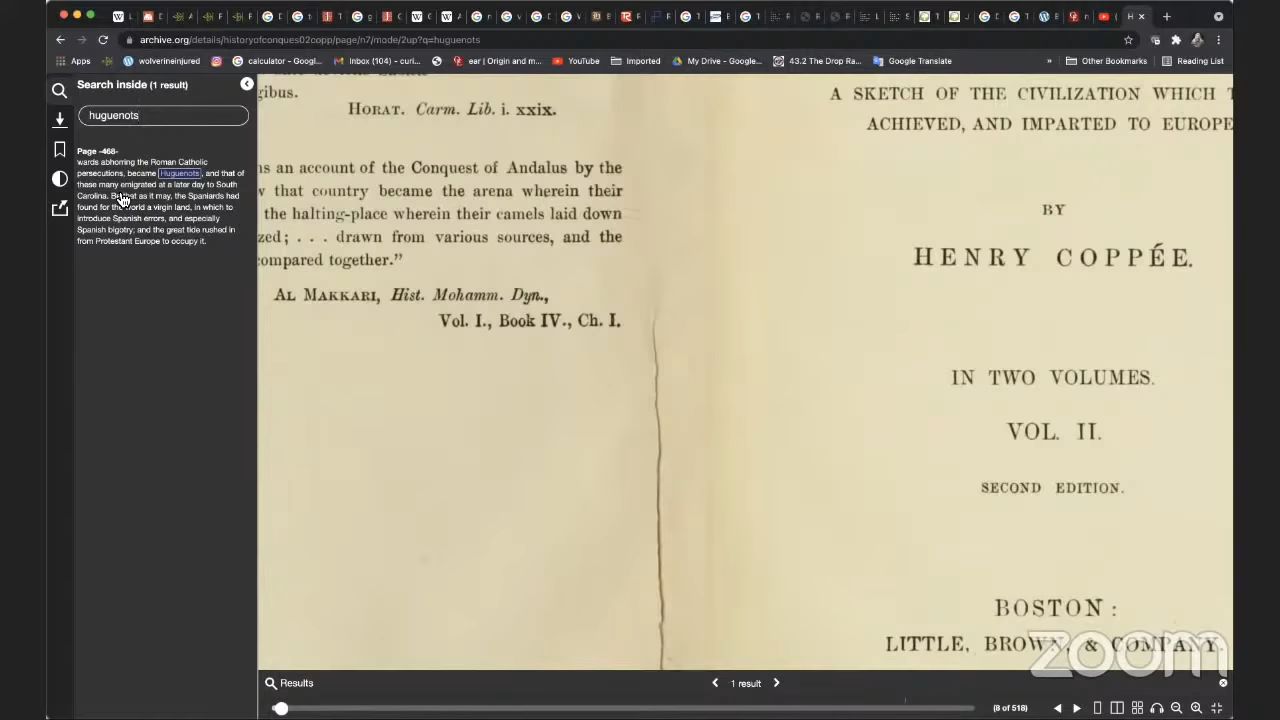 archive.org/details/historyofconques02copp/page/n7/mode/2up?q=huguenots
Apps
wolverineinjured
calculator - Googl...
Inbox (104) - curi...
ear | Origin and m...
YouTube
Imported
My Drive - Google...
43.2 The Drop Ra...
Google Translate
»
Other Bookmarks
Reading List
Search inside (1 result)
huguenots
Page -468-
wards abhorring the Roman Catholic
persecutions, became Huguenots, and that of
these many emigrated at a later day to South
Carolina. Be that as it may, the Spaniards had
found for the world a virgin land, in which to
introduce Spanish errors, and especially
Spanish bigotry; and the great tide rushed in
from Protestant Europe to occupy it.
gibus.
HORAT. Carm. Lib. i. xxix.
ns an account of the Conquest of Andalus by the
w that country became the arena wherein their
the halting-place wherein their camels laid down
zed; . . . drawn from various sources, and the
compared together.”
AL MAKKARI, Hist. Mohamm. Dyn.,
Vol. I., Book IV., Ch. I.
A SKETCH OF THE CIVILIZATION WHICH T
ACHIEVED, AND IMPARTED TO EUROPE
BY
HENRY COPPÉE.
IN TWO VOLUMES.
VOL. II.
SECOND EDITION.
BOSTON:
LITTLE, BROWN, & COMPANY.
zoom
Results
1 result
(8 of 518)